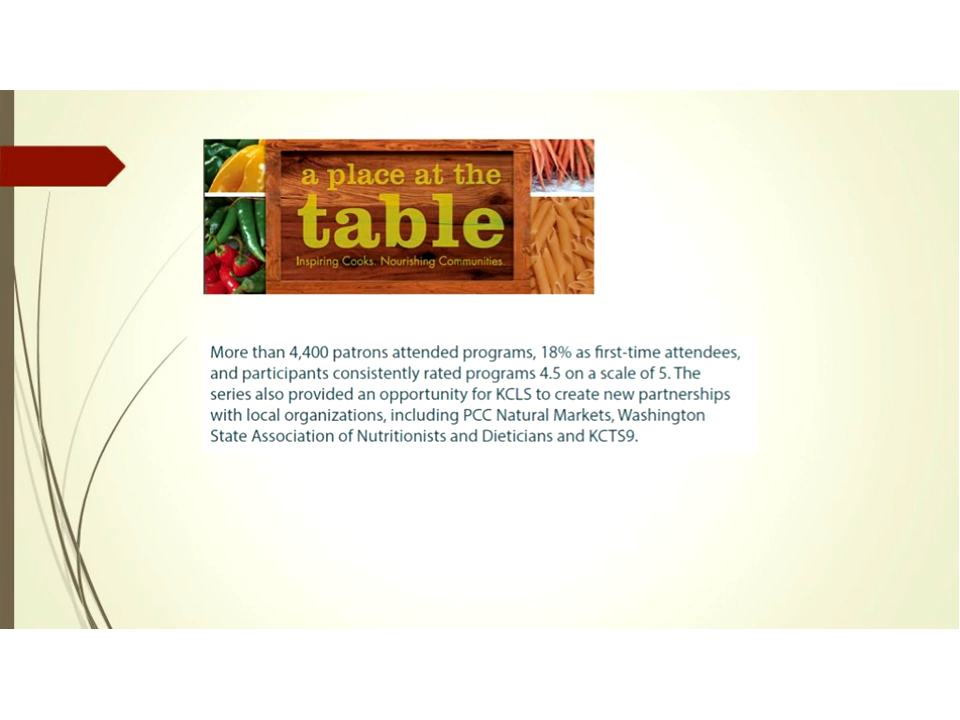 a place at the
table
Inspiring Cooks. Nourishing Communities.
More than 4,400 patrons attended programs, 18% as first-time attendees,
and participants consistently rated programs 4.5 on a scale of 5. The
series also provided an opportunity for KCLS to create new partnerships
with local organizations, including PCC Natural Markets, Washington
State Association of Nutritionists and Dieticians and KCTS9.